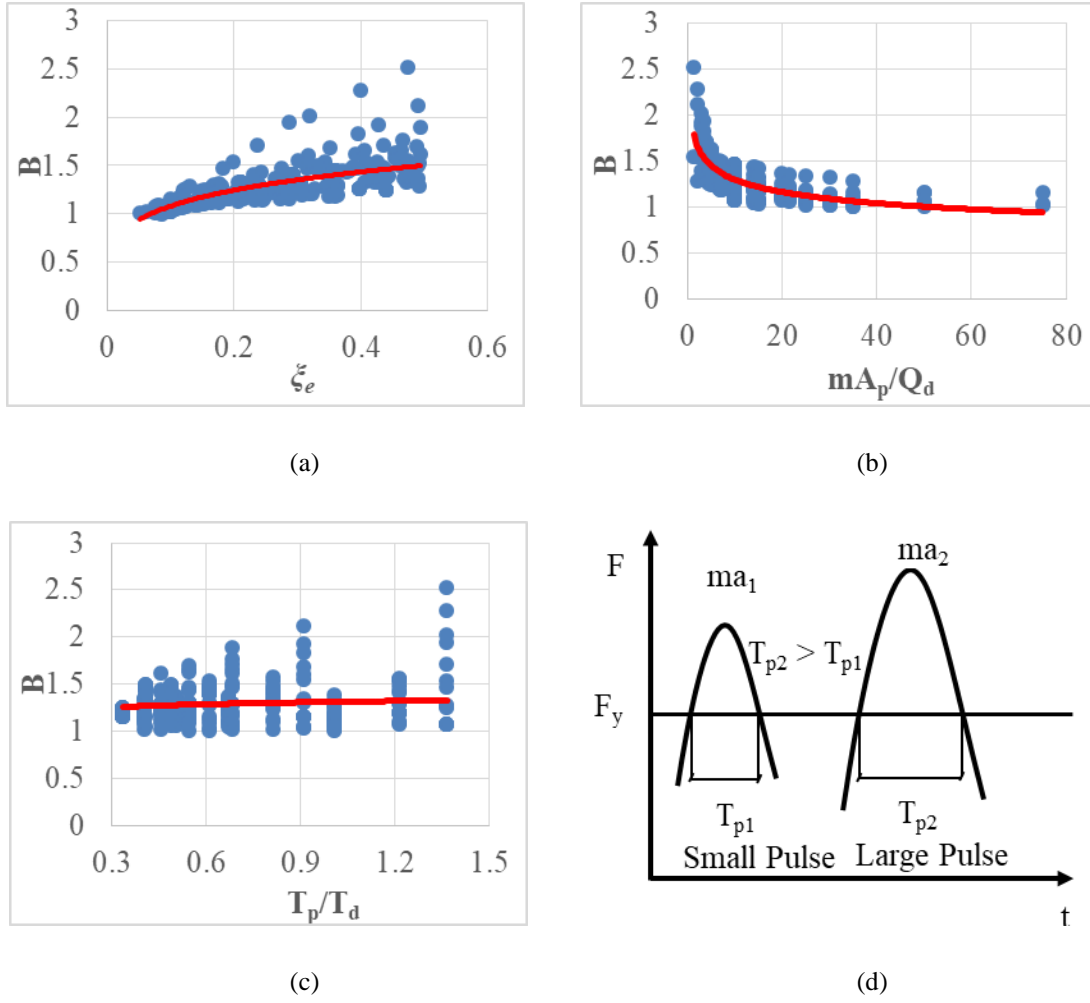 3
2.5
2
1.5
1
0.5
0
B
0 0.2 0.4 0.6
ξe
(a)
3
2.5
2
1.5
1
0.5
0
B
0 20 40 60 80
mAp/Qd
(b)
3
2.5
2
1.5
1
0.5
0
B
0.3 0.6 0.9 1.2 1.5
Tp/Td
(c)
F
ma1
ma2
Tp2 > Tp1
Fy
Tp1 Tp2
Small Pulse Large Pulse
t
(d)